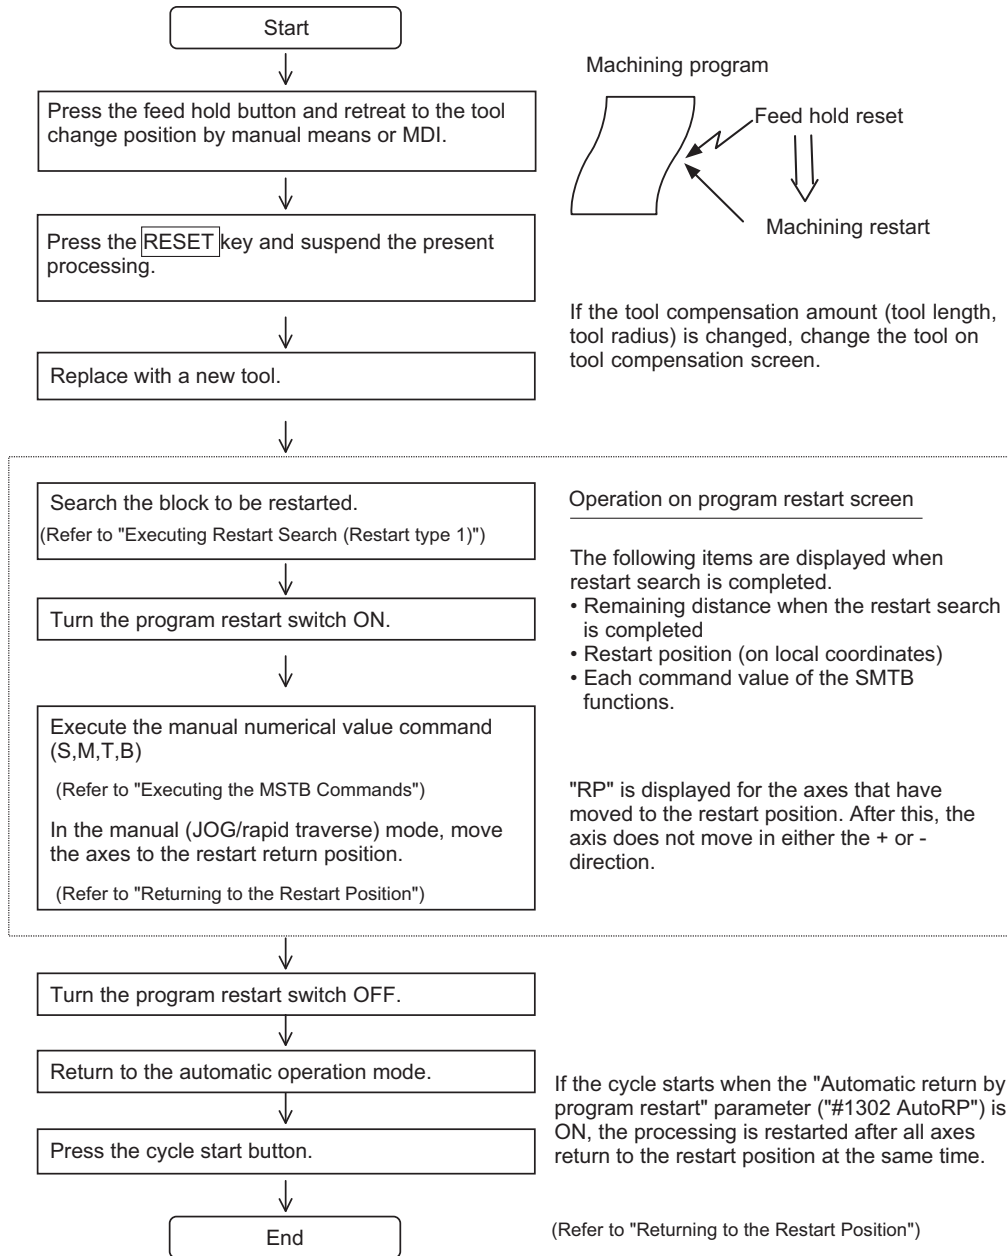 Start
Press the feed hold button and retreat to the tool
change position by manual means or MDI.
Machining program
Feed hold reset
Machining restart
Press the RESET key and suspend the present
processing.
If the tool compensation amount (tool length,
tool radius) is changed, change the tool on
tool compensation screen.
Replace with a new tool.
Search the block to be restarted.
(Refer to "Executing Restart Search (Restart type 1)")
Operation on program restart screen
The following items are displayed when
restart search is completed.
• Remaining distance when the restart search
is completed
• Restart position (on local coordinates)
• Each command value of the SMTB
functions.
Turn the program restart switch ON.
Execute the manual numerical value command
(S,M,T,B)
(Refer to "Executing the MSTB Commands")
In the manual (JOG/rapid traverse) mode, move
the axes to the restart return position.
(Refer to "Returning to the Restart Position")
"RP" is displayed for the axes that have
moved to the restart position. After this, the
axis does not move in either the + or -
direction.
Turn the program restart switch OFF.
Return to the automatic operation mode.
Press the cycle start button.
If the cycle starts when the "Automatic return by
program restart" parameter ("#1302 AutoRP") is
ON, the processing is restarted after all axes
return to the restart position at the same time.
End
(Refer to "Returning to the Restart Position")